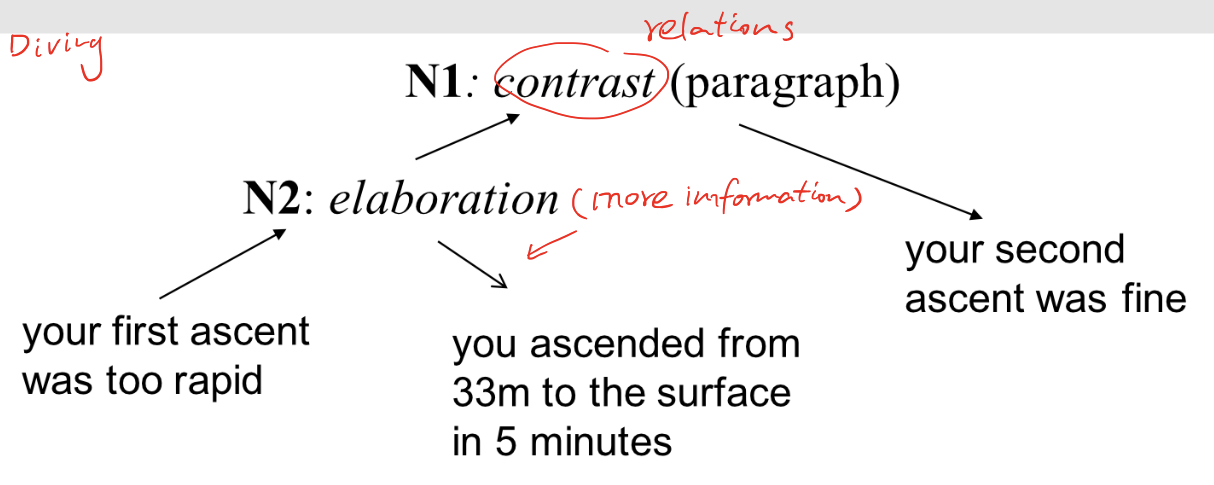 Diving
relations
N1: contrast (paragraph)
N2: elaboration (more information)
your first ascent
was too rapid
you ascended from
33m to the surface
in 5 minutes
your second
ascent was fine